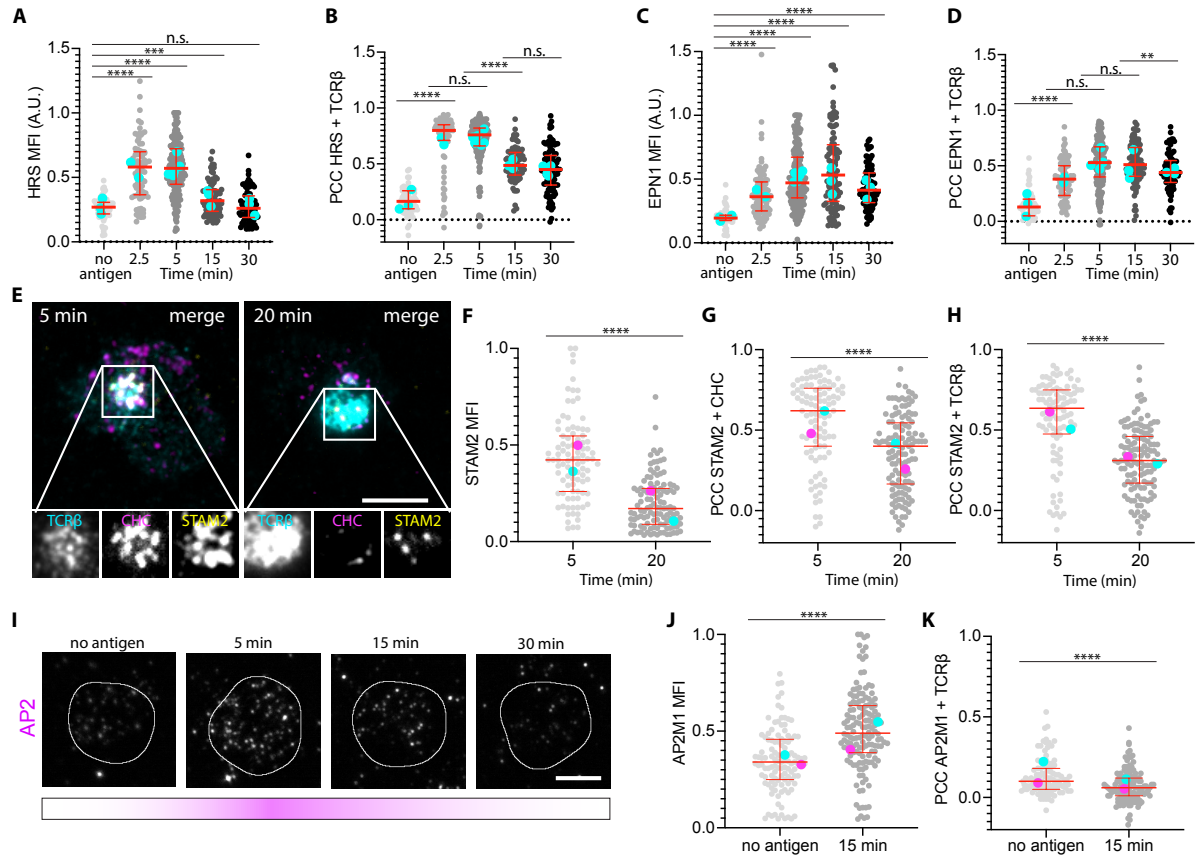 A
HRS MFI (A.U.)
1.5
1.0
0.5
0.0
n.s.
***
****
****
no antigen
2.5
5
15
30
Time (min)
B
PCC HRS + TCRβ
1.5
1.0
0.5
0.0
n.s.
****
n.s.
****
no antigen
2.5
5
15
30
Time (min)
C
EPN1 MFI (A.U.)
1.5
1.0
0.5
0.0
****
****
****
****
no antigen
2.5
5
15
30
Time (min)
D
PCC EPN1 + TCRβ
1.5
1.0
0.5
0.0
**
n.s.
n.s.
****
no antigen
2.5
5
15
30
Time (min)
E
5 min merge
20 min merge
TCRβ CHC STAM2
TCRβ CHC STAM2
F
STAM2 MFI
1.0
0.5
0.0
****
5
20
Time (min)
G
PCC STAM2 + CHC
1.0
0.5
0.0
****
5
20
Time (min)
H
PCC STAM2 + TCRβ
1.0
0.5
0.0
****
5
20
Time (min)
I
AP2
no antigen
5 min
15 min
30 min
J
AP2M1 MFI
1.0
0.5
0.0
****
no antigen
15 min
K
PCC AP2M1 + TCRβ
1.0
0.5
0.0
****
no antigen
15 min